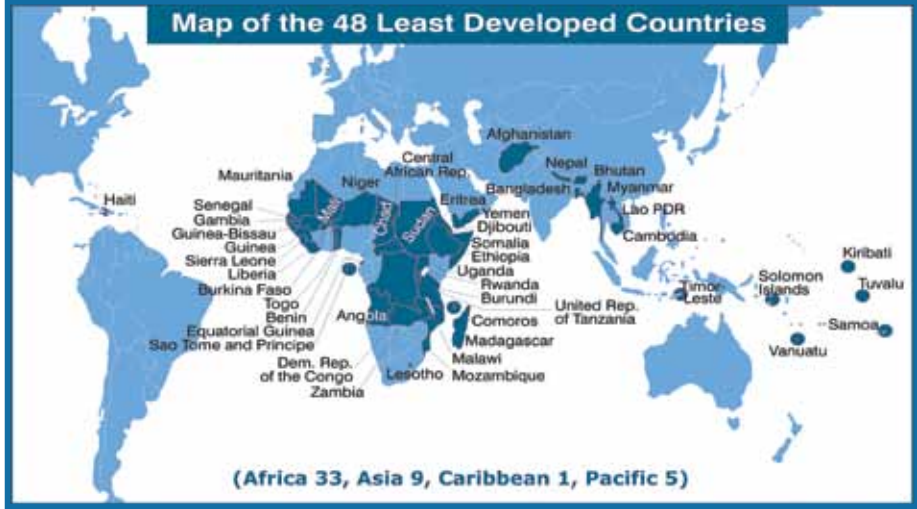 Map of the 48 Least Developed Countries
Afghanistan
Nepal
Bhutan
Bangladesh
Myanmar
Lao PDR
Cambodia
Central
African Rep.
Mauritania
Niger
Mali
Chad
Sudan
Eritrea
Haiti
Senegal
Gambia
Guinea-Bissau
Guinea
Sierra Leone
Liberia
Burkina Faso
Togo
Benin
Equatorial Guinea
Sao Tome and Principe
Yemen
Djibouti
Somalia
Ethiopia
Uganda
Rwanda
Burundi
United Rep.
of Tanzania
Angola
Comoros
Madagascar
Dem. Rep.
of the Congo
Zambia
Lesotho
Malawi
Mozambique
Timor
Leste
Solomon
Islands
Kiribati
Tuvalu
Samoa
Vanuatu
(Africa 33, Asia 9, Caribbean 1, Pacific 5)